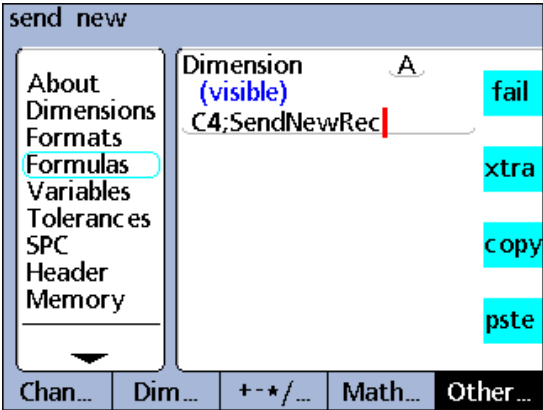 send new
About
Dimensions
Formats
Formulas
Variables
Tolerances
SPC
Header
Memory
Dimension A
(visible)
C4;SendNewRec
fail
xtra
copy
pste
Chan... Dim... +-*/... Math... Other...